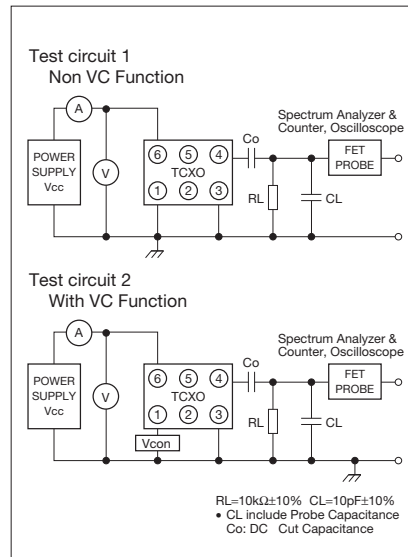 Test circuit 1
Non VC Function
A
POWER
SUPPLY
Vcc
V
6 5 4
TCXO
1 2 3
Co
RL
CL
Spectrum Analyzer &
Counter, Oscilloscope
FET
PROBE
Test circuit 2
With VC Function
A
POWER
SUPPLY
Vcc
V
6 5 4
TCXO
1 2 3
Vcon
Co
RL
CL
Spectrum Analyzer &
Counter, Oscilloscope
FET
PROBE
RL=10kΩ±10% CL=10pF±10%
• CL include Probe Capacitance
Co: DC Cut Capacitance